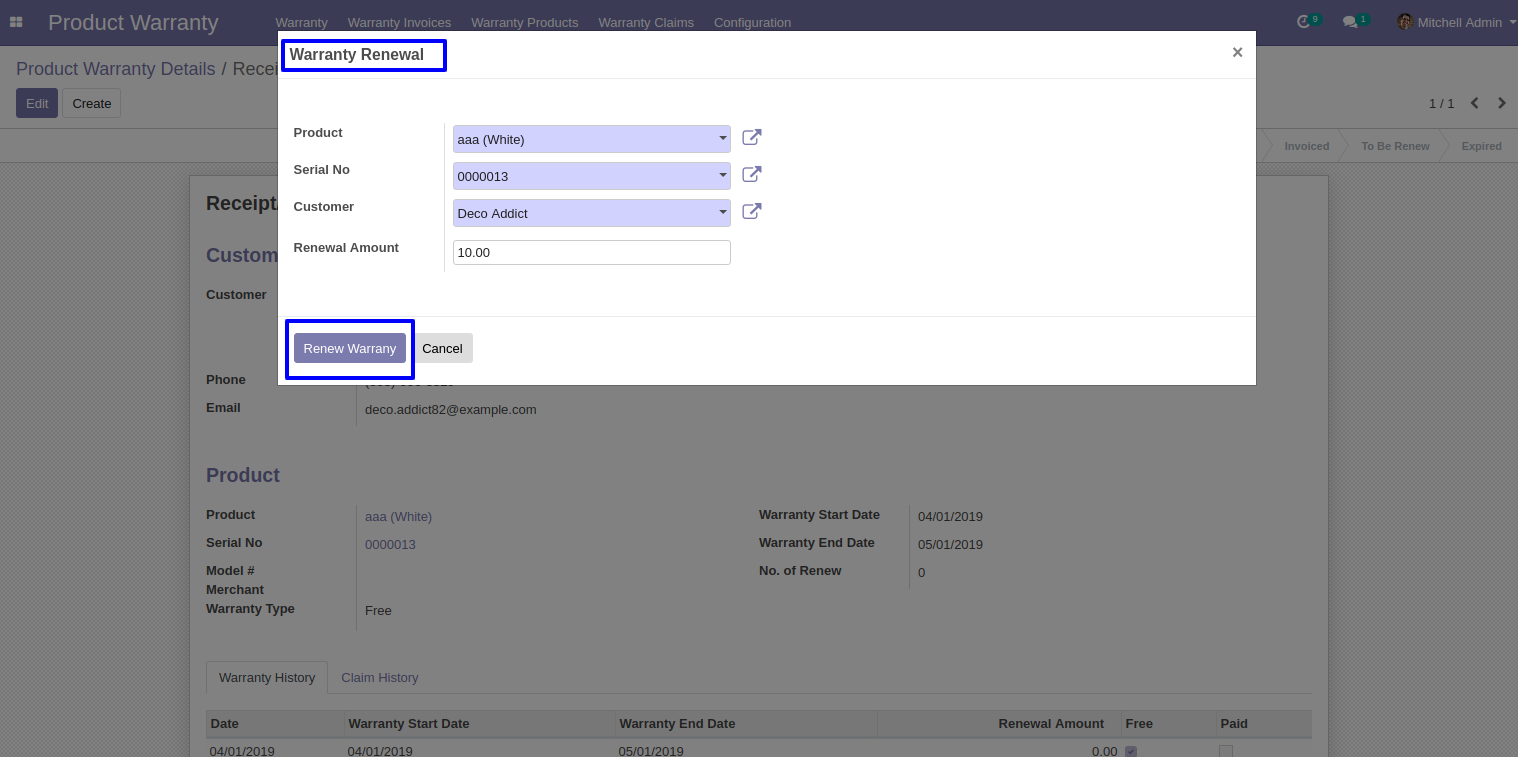 Product Warranty Warranty Warranty Invoices Warranty Products Warranty Claims Configuration 9 1 Mitchell Admin
Warranty Renewal ×
Product Warranty Details / Recei
Edit Create 1 / 1
Product aaa (White)
Invoiced To Be Renew Expired
Serial No 0000013
Receipt
Customer Deco Addict
Renewal Amount 10.00
Custom
Customer
Renew Warrany Cancel
Phone
Email deco.addict82@example.com
Product
Product aaa (White) Warranty Start Date 04/01/2019
Serial No 0000013 Warranty End Date 05/01/2019
Model # No. of Renew 0
Merchant
Warranty Type Free
Warranty History Claim History
Date Warranty Start Date Warranty End Date Renewal Amount Free Paid
04/01/2019 04/01/2019 05/01/2019 0.00